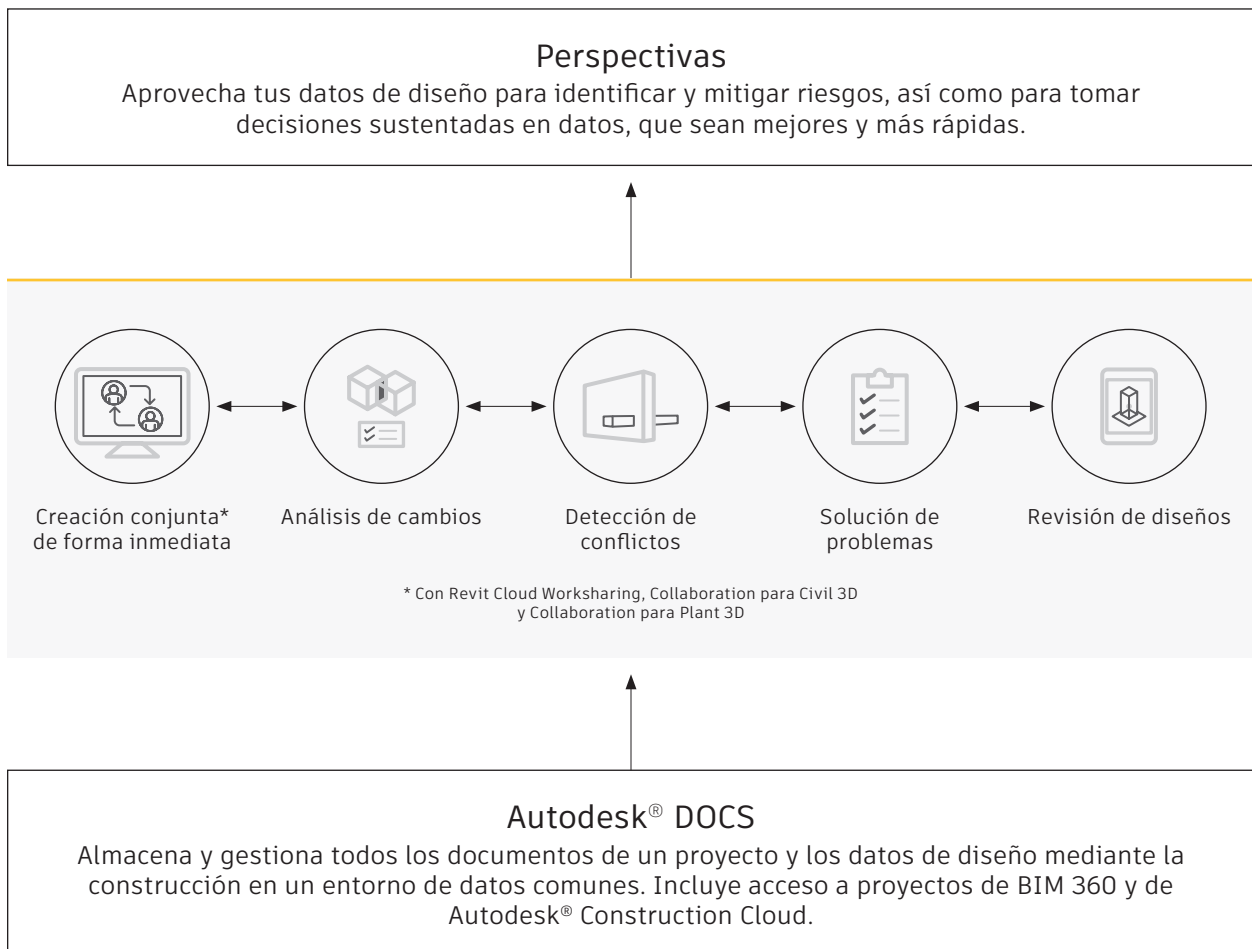 Perspectivas
Aprovecha tus datos de diseño para identificar y mitigar riesgos, así como para tomar
decisiones sustentadas en datos, que sean mejores y más rápidas.
Creación conjunta*
de forma inmediata
Análisis de cambios
Detección de
conflictos
Solución de
problemas
Revisión de diseños
* Con Revit Cloud Worksharing, Collaboration para Civil 3D
y Collaboration para Plant 3D
Autodesk® DOCS
Almacena y gestiona todos los documentos de un proyecto y los datos de diseño mediante la
construcción en un entorno de datos comunes. Incluye acceso a proyectos de BIM 360 y de
Autodesk® Construction Cloud.